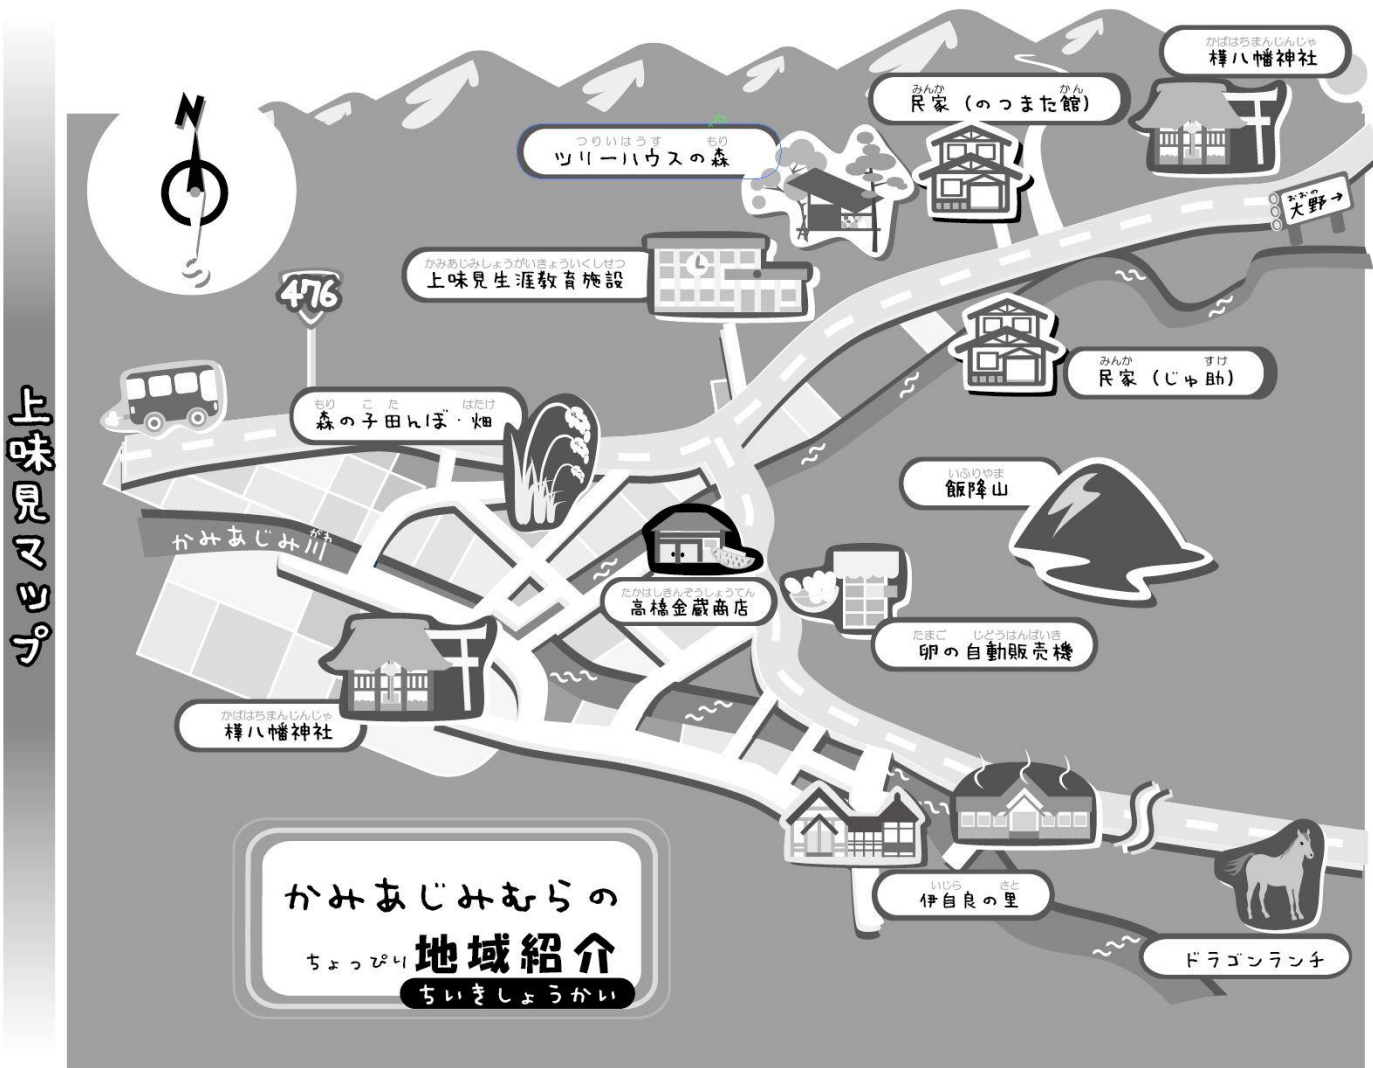 上味見マップ
N
かばはちまんじんじゃ
樺八幡神社
みんか かん
民家(のつまた館)
つりいはうす もり
ツリーハウスの森
おおの
大野→
かみあじみしょうがいきょういくしせつ
上味見生涯教育施設
476
みんか すけ
民家(じゅ助)
もり こ た はたけ
森の子田んぼ・畑
いふりやま
飯降山
がわ
かみあじみ川
たかはしきんぞうしょうてん
高橋金蔵商店
たまご じどうはんばいき
卵の自動販売機
かばはちまんじんじゃ
樺八幡神社
いじら さと
伊自良の里
ドラゴンランチ
かみあじみむらの
ちょっぴり地域紹介
ちいきしょうかい